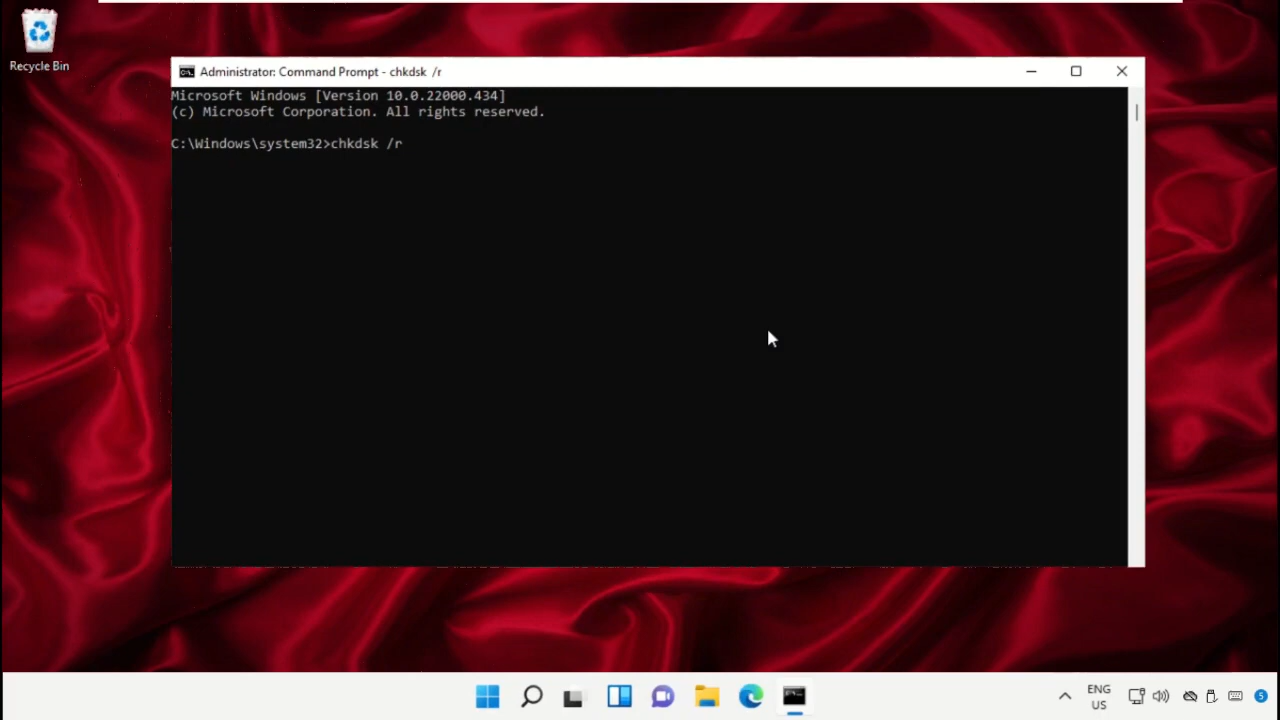 Recycle Bin
Administrator: Command Prompt - chkdsk /r
Microsoft Windows [Version 10.0.22000.434]
(c) Microsoft Corporation. All rights reserved.
C:\Windows\system32>chkdsk /r
ENG
US
5